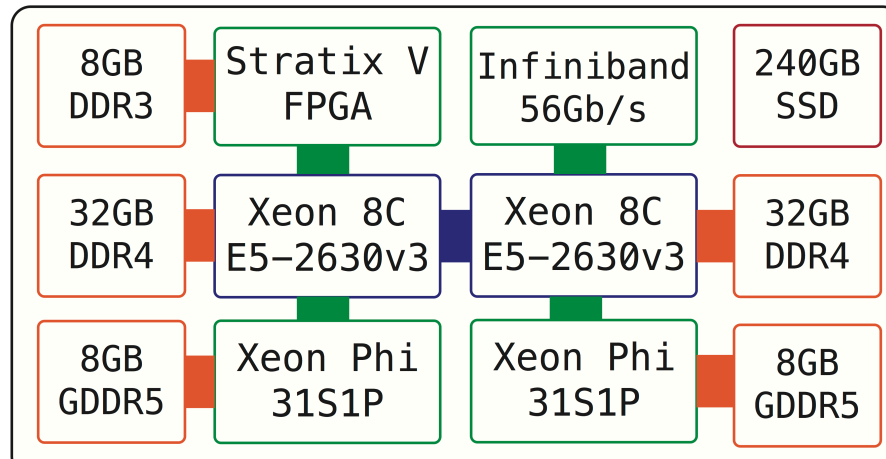 8GB
DDR3
Stratix V
FPGA
Infiniband
56Gb/s
240GB
SSD
32GB
DDR4
Xeon 8C
E5−2630v3
Xeon 8C
E5−2630v3
32GB
DDR4
8GB
GDDR5
Xeon Phi
31S1P
Xeon Phi
31S1P
8GB
GDDR5